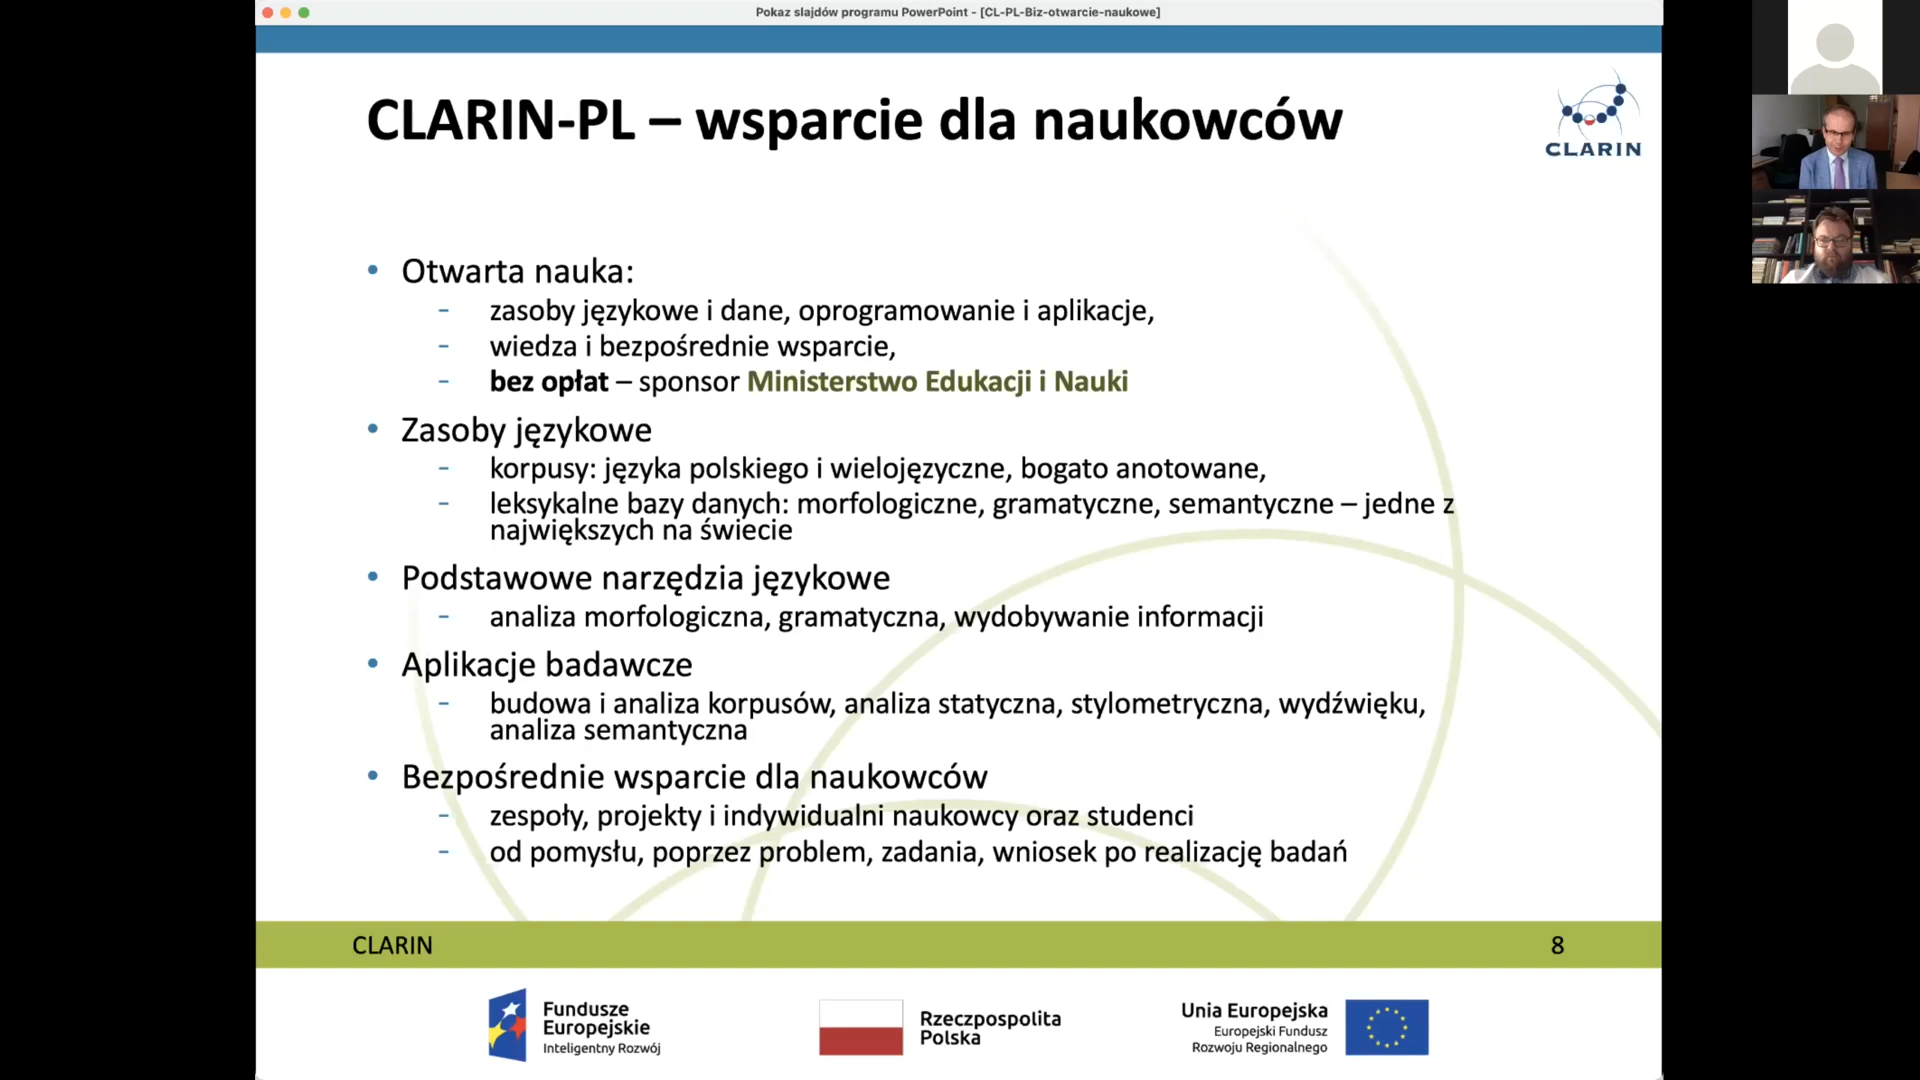 Pokaz slajdów programu PowerPoint - [CL-PL-Biz-otwarcie-naukowe]
CLARIN-PL – wsparcie dla naukowców
CLARIN
• Otwarta nauka:
- zasoby językowe i dane, oprogramowanie i aplikacje,
- wiedza i bezpośrednie wsparcie,
- bez opłat – sponsor Ministerstwo Edukacji i Nauki
• Zasoby językowe
- korpusy: języka polskiego i wielojęzyczne, bogato anotowane,
- leksykalne bazy danych: morfologiczne, gramatyczne, semantyczne – jedne z
największych na świecie
• Podstawowe narzędzia językowe
- analiza morfologiczna, gramatyczna, wydobywanie informacji
• Aplikacje badawcze
- budowa i analiza korpusów, analiza statyczna, stylometryczna, wydźwięku,
analiza semantyczna
• Bezpośrednie wsparcie dla naukowców
- zespoły, projekty i indywidualni naukowcy oraz studenci
- od pomysłu, poprzez problem, zadania, wniosek po realizację badań
CLARIN
8
Fundusze
Europejskie
Inteligentny Rozwój
Rzeczpospolita
Polska
Unia Europejska
Europejski Fundusz
Rozwoju Regionalnego